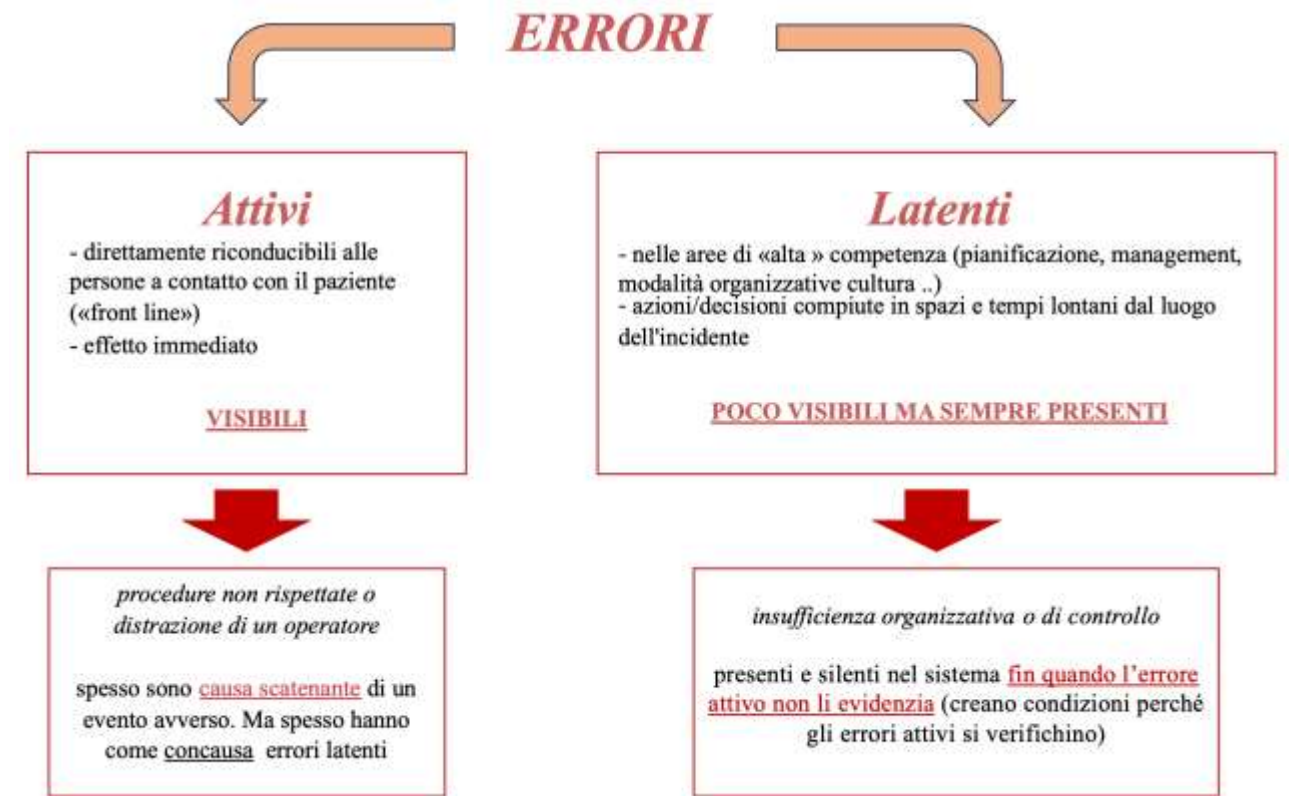 ERRORI
Attivi
- direttamente riconducibili alle
persone a contatto con il paziente
(«front line»)
- effetto immediato
VISIBILI
Latenti
- nelle aree di «alta » competenza (pianificazione, management,
modalità organizzative cultura ..)
- azioni/decisioni compiute in spazi e tempi lontani dal luogo
dell'incidente
POCO VISIBILI MA SEMPRE PRESENTI
procedure non rispettate o
distrazione di un operatore
spesso sono causa scatenante di un
evento avverso. Ma spesso hanno
come concausa errori latenti
insufficienza organizzativa o di controllo
presenti e silenti nel sistema fin quando l’errore
attivo non li evidenzia (creano condizioni perché
gli errori attivi si verifichino)